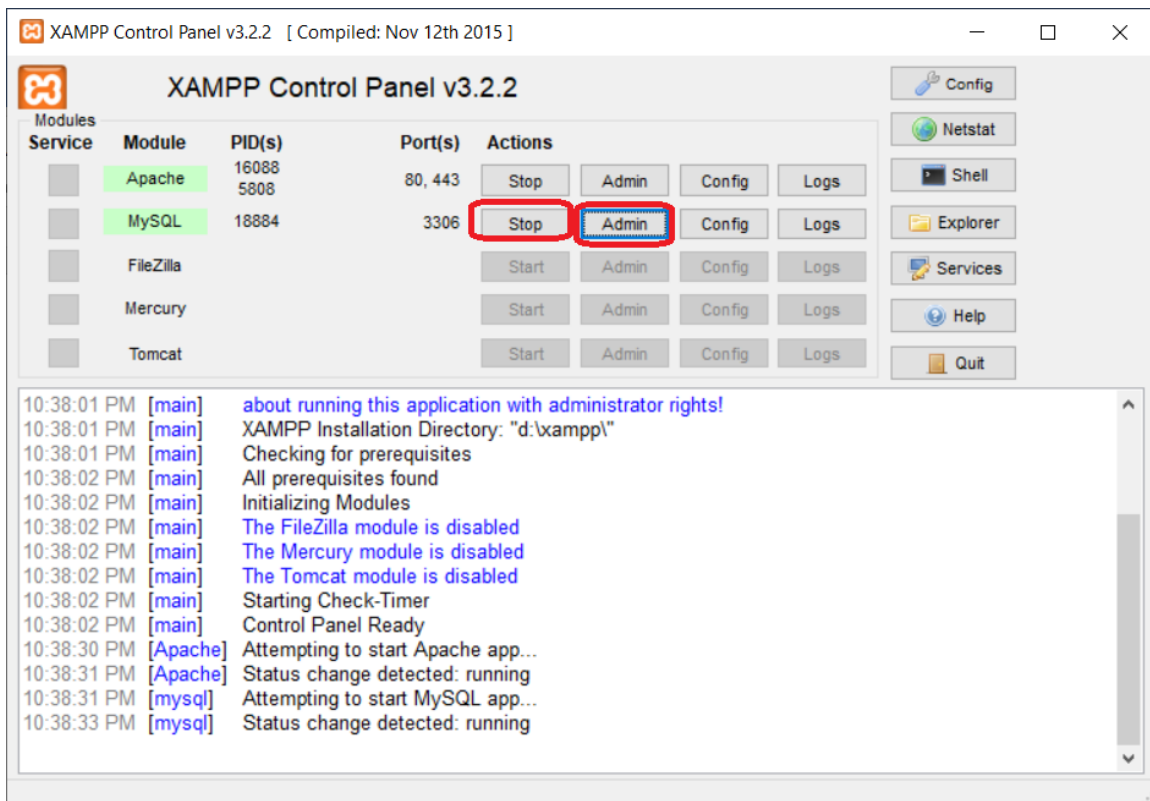 XAMPP Control Panel v3.2.2 [ Compiled: Nov 12th 2015 ]
XAMPP Control Panel v3.2.2
Config
Netstat
Shell
Explorer
Services
Help
Quit
Modules
Service Module PID(s) Port(s) Actions
Apache 16088 5808 80, 443 Stop Admin Config Logs
MySQL 18884 3306 Stop Admin Config Logs
FileZilla Start Admin Config Logs
Mercury Start Admin Config Logs
Tomcat Start Admin Config Logs
10:38:01 PM [main] about running this application with administrator rights!
10:38:01 PM [main] XAMPP Installation Directory: "d:\xampp\"
10:38:01 PM [main] Checking for prerequisites
10:38:02 PM [main] All prerequisites found
10:38:02 PM [main] Initializing Modules
10:38:02 PM [main] The FileZilla module is disabled
10:38:02 PM [main] The Mercury module is disabled
10:38:02 PM [main] The Tomcat module is disabled
10:38:02 PM [main] Starting Check-Timer
10:38:02 PM [main] Control Panel Ready
10:38:30 PM [Apache] Attempting to start Apache app...
10:38:31 PM [Apache] Status change detected: running
10:38:31 PM [mysql] Attempting to start MySQL app...
10:38:33 PM [mysql] Status change detected: running